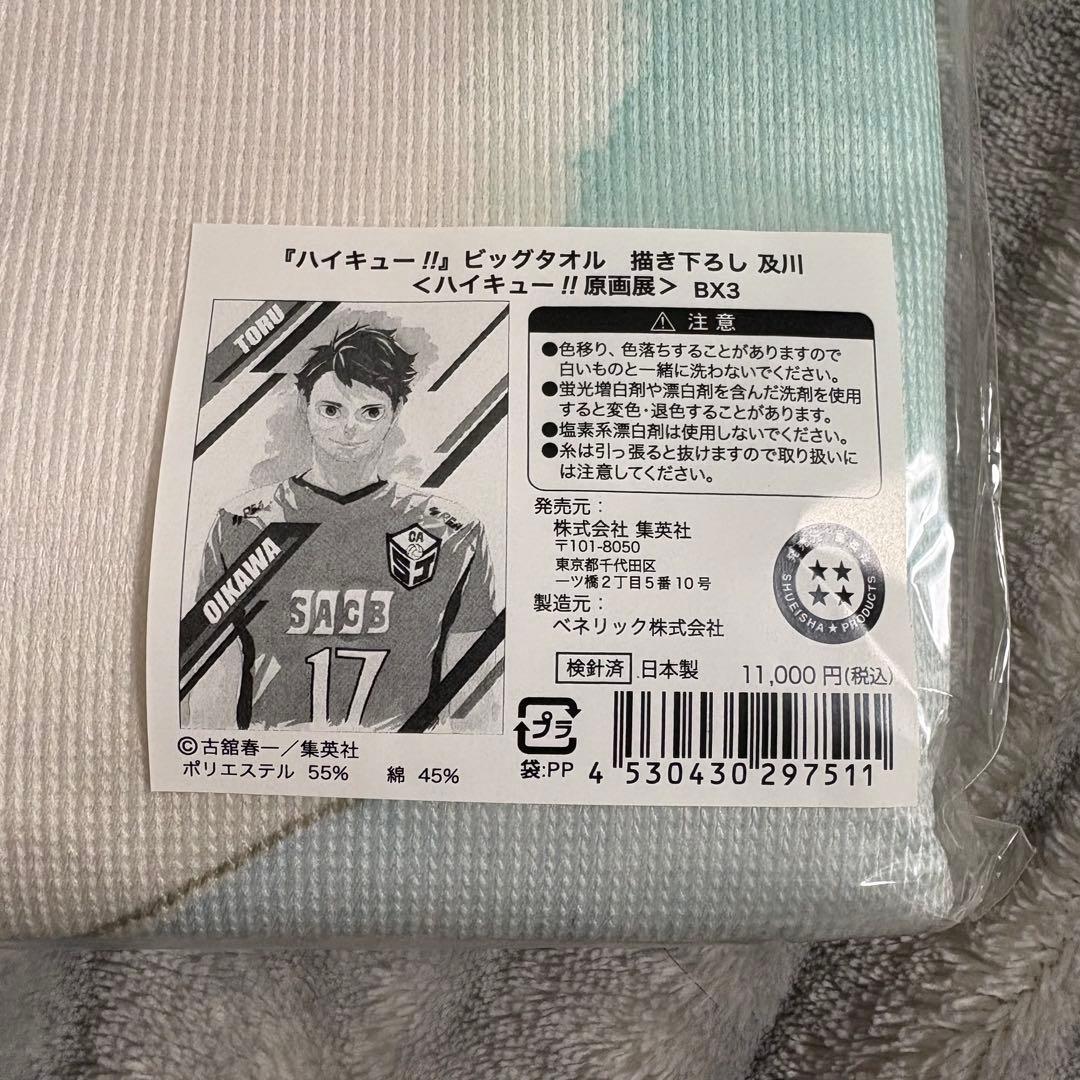 『ハイキュー!!』ビッグタオル　描き下ろし 及川
＜ハイキュー!!原画展＞ BX3
TORU
OIKAWA
CA
SFT
SACB
17
⚠ 注意
●色移り、色落ちすることがありますので
白いものと一緒に洗わないでください。
●蛍光増白剤や漂白剤を含んだ洗剤を使用
すると変色・退色することがあります。
●塩素系漂白剤は使用しないでください。
●糸は引っ張ると抜けますので取り扱いに
は注意してください。
発売元：
株式会社 集英社
〒101-8050
東京都千代田区
一ツ橋2丁目5番10号
製造元：
ベネリック株式会社
SHUEISHA★PRODUCTS
検針済 日本製 11,000円(税込)
©古舘春一／集英社
ポリエステル 55%　綿 45%
プラ
袋:PP
4 530430 297511